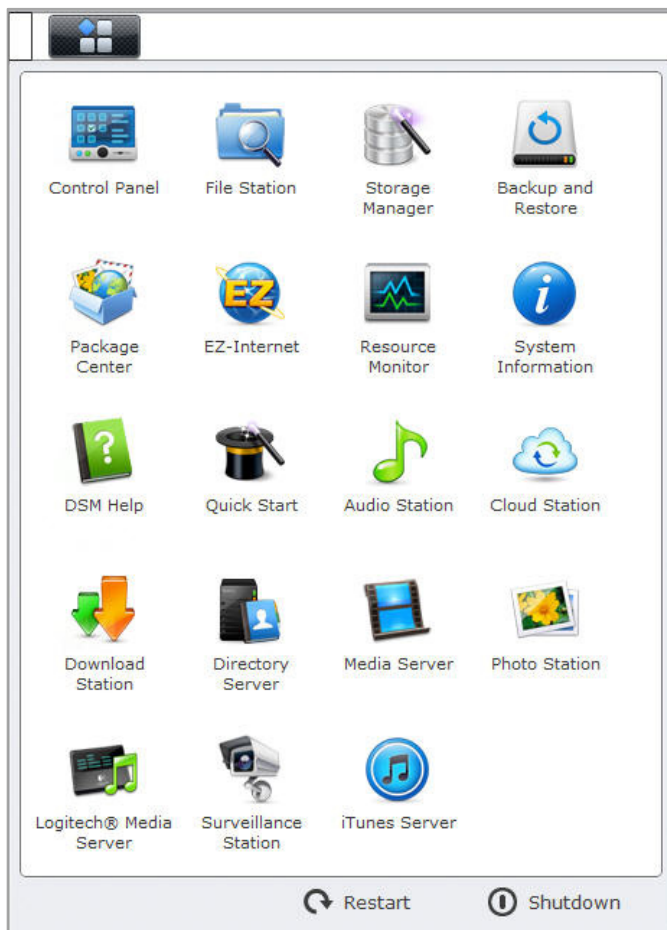 Control Panel
File Station
Storage
Manager
Backup and
Restore
Package
Center
EZ
EZ-Internet
Resource
Monitor
i
System
Information
?
DSM Help
Quick Start
Audio Station
Cloud Station
Download
Station
Directory
Server
Media Server
Photo Station
Logitech® Media
Server
Surveillance
Station
iTunes Server
Restart
Shutdown